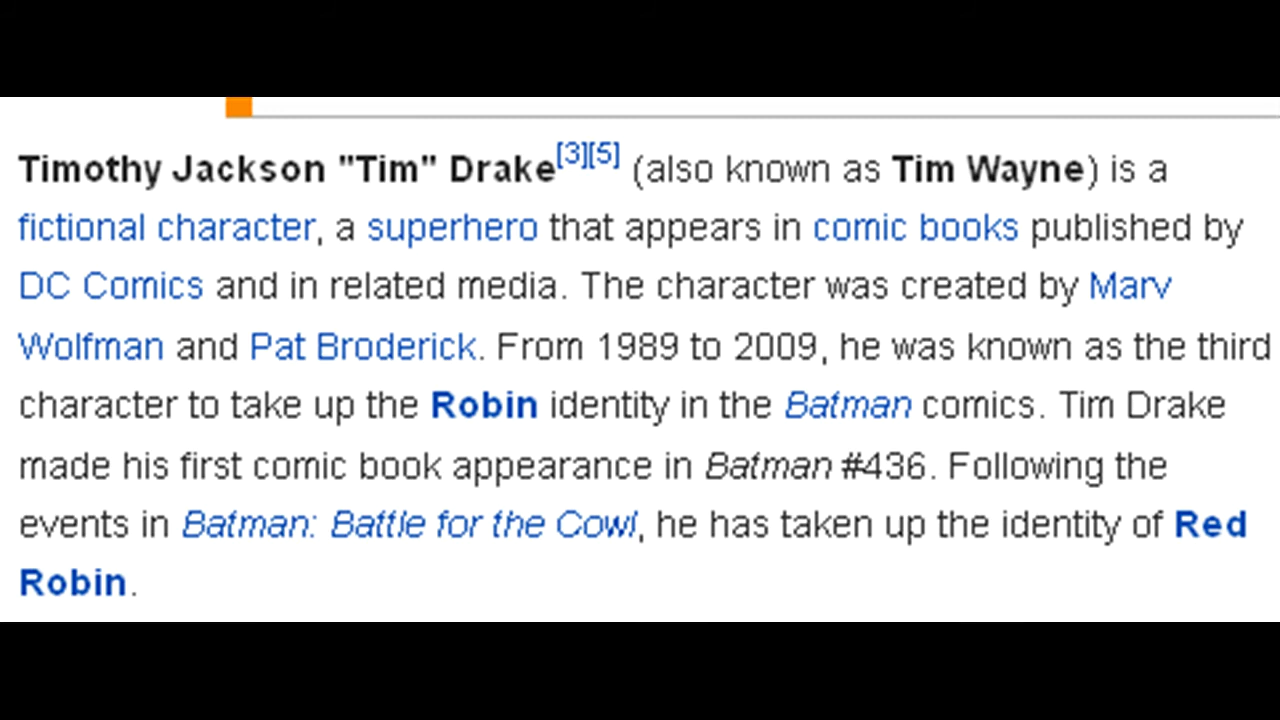 Timothy Jackson "Tim" Drake[3][5] (also known as Tim Wayne) is a
fictional character, a superhero that appears in comic books published by
DC Comics and in related media. The character was created by Marv
Wolfman and Pat Broderick. From 1989 to 2009, he was known as the third
character to take up the Robin identity in the Batman comics. Tim Drake
made his first comic book appearance in Batman #436. Following the
events in Batman: Battle for the Cowl, he has taken up the identity of Red
Robin.